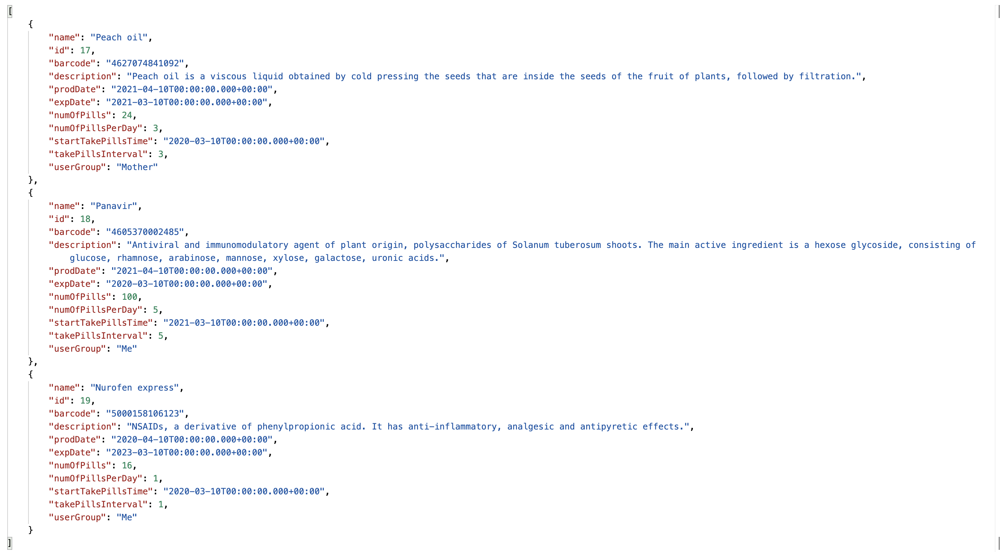 [
{
"name": "Peach oil",
"id": 17,
"barcode": "4627074841092",
"description": "Peach oil is a viscous liquid obtained by cold pressing the seeds that are inside the seeds of the fruit of plants, followed by filtration.",
"prodDate": "2021-04-10T00:00:00.000+00:00",
"expDate": "2021-03-10T00:00:00.000+00:00",
"numOfPills": 24,
"numOfPillsPerDay": 3,
"startTakePillsTime": "2020-03-10T00:00:00.000+00:00",
"takePillsInterval": 3,
"userGroup": "Mother"
},
{
"name": "Panavir",
"id": 18,
"barcode": "4605370002485",
"description": "Antiviral and immunomodulatory agent of plant origin, polysaccharides of Solanum tuberosum shoots. The main active ingredient is a hexose glycoside, consisting of
glucose, rhamnose, arabinose, mannose, xylose, galactose, uronic acids.",
"prodDate": "2021-04-10T00:00:00.000+00:00",
"expDate": "2020-03-10T00:00:00.000+00:00",
"numOfPills": 100,
"numOfPillsPerDay": 5,
"startTakePillsTime": "2021-03-10T00:00:00.000+00:00",
"takePillsInterval": 5,
"userGroup": "Me"
},
{
"name": "Nurofen express",
"id": 19,
"barcode": "5000158106123",
"description": "NSAIDs, a derivative of phenylpropionic acid. It has anti-inflammatory, analgesic and antipyretic effects.",
"prodDate": "2020-04-10T00:00:00.000+00:00",
"expDate": "2023-03-10T00:00:00.000+00:00",
"numOfPills": 16,
"numOfPillsPerDay": 1,
"startTakePillsTime": "2020-03-10T00:00:00.000+00:00",
"takePillsInterval": 1,
"userGroup": "Me"
}
]